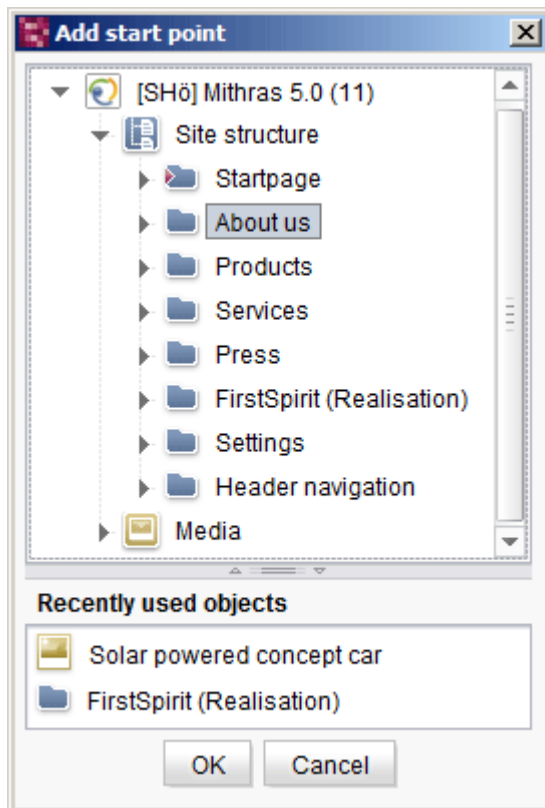 Add start point
[SHö] Mithras 5.0 (11)
Site structure
Startpage
About us
Products
Services
Press
FirstSpirit (Realisation)
Settings
Header navigation
Media
Recently used objects
Solar powered concept car
FirstSpirit (Realisation)
OK Cancel